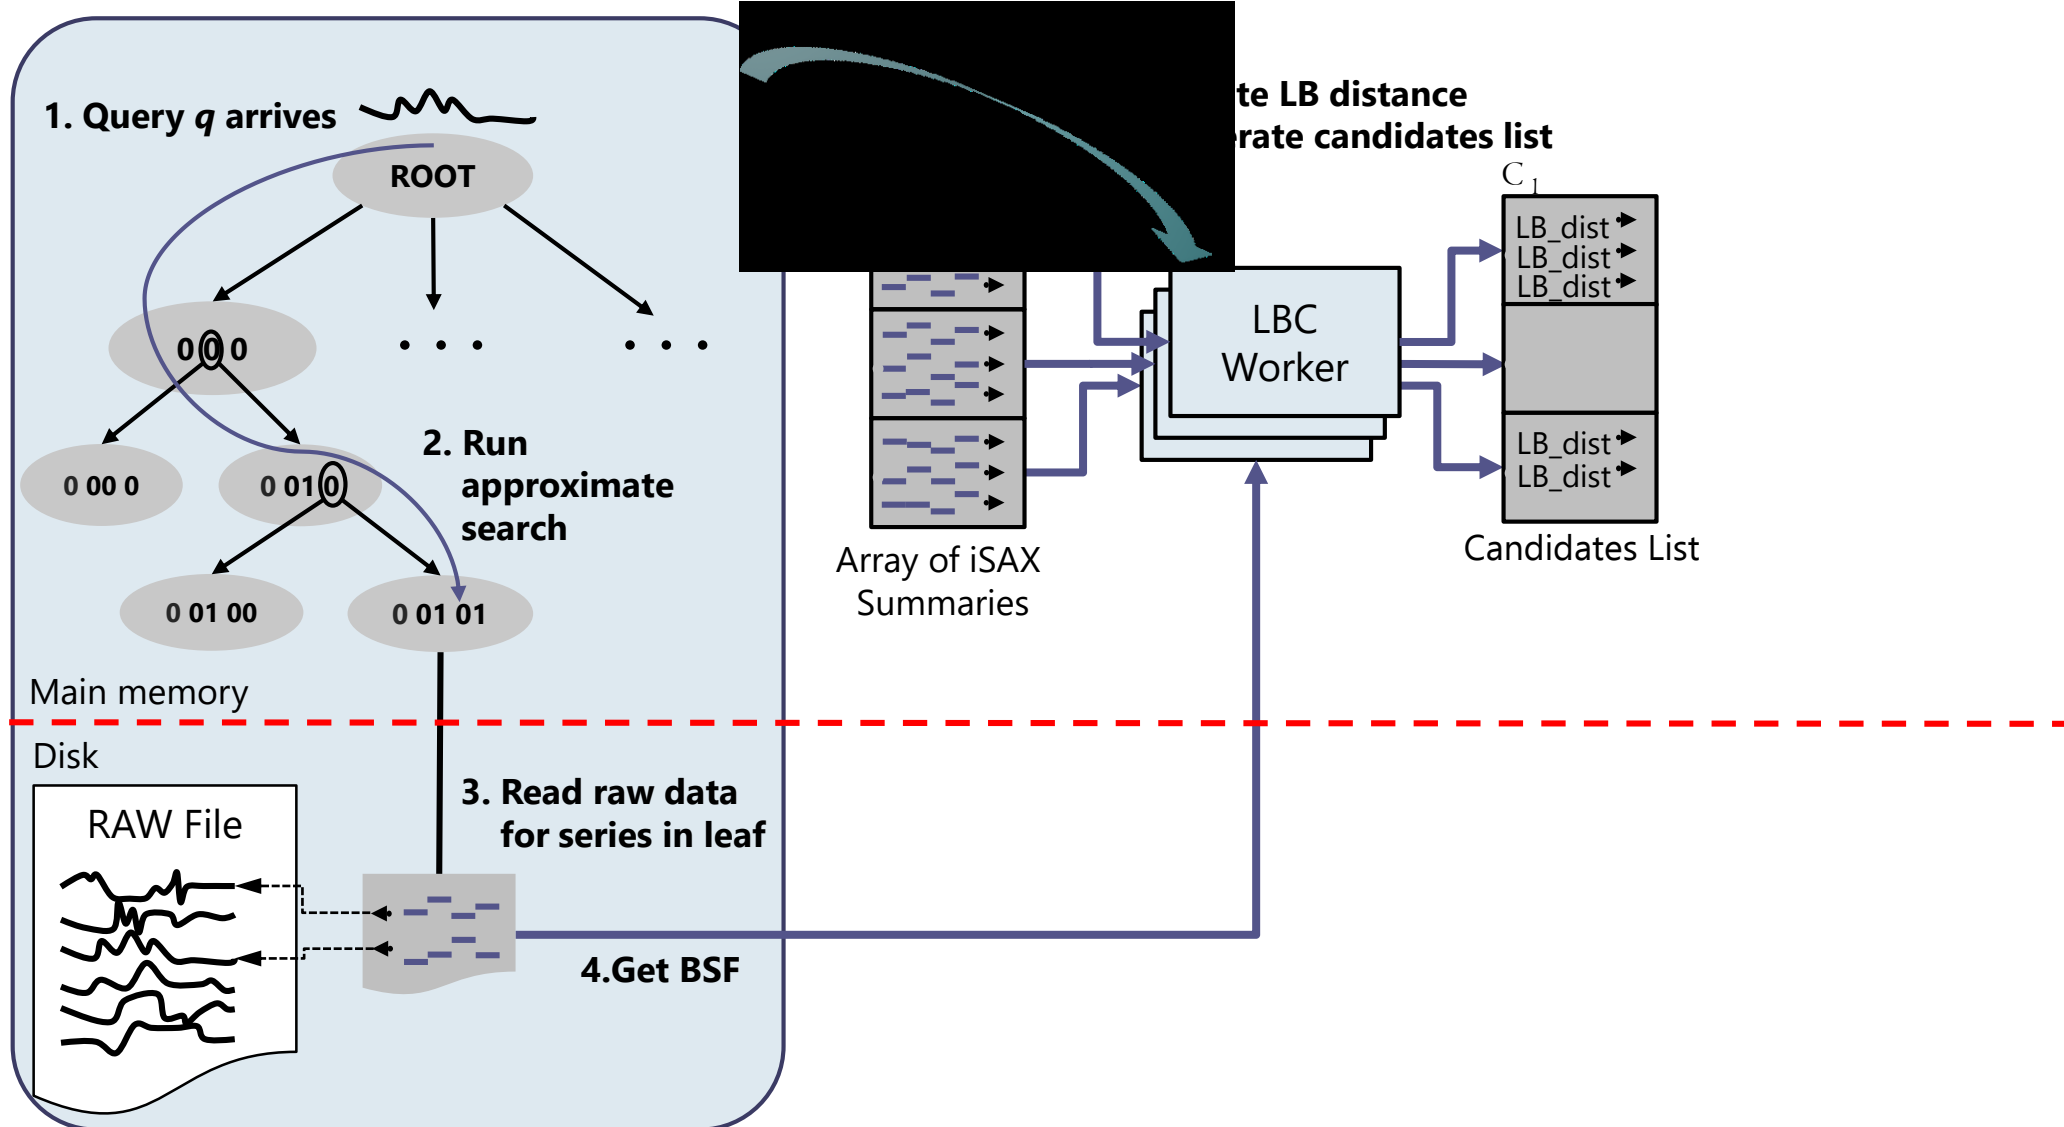 1. Query q arrives
ROOT
0 0 0
0 00 0
0 01 0
2. Run
approximate
search
0 01 00
0 01 01
Main memory
Disk
RAW File
3. Read raw data
for series in leaf
4.Get BSF
LB distance
candidates list
C 1
LB_dist
LB_dist
LB_dist
LBC
Worker
LB_dist
LB_dist
Array of iSAX
Summaries
Candidates List